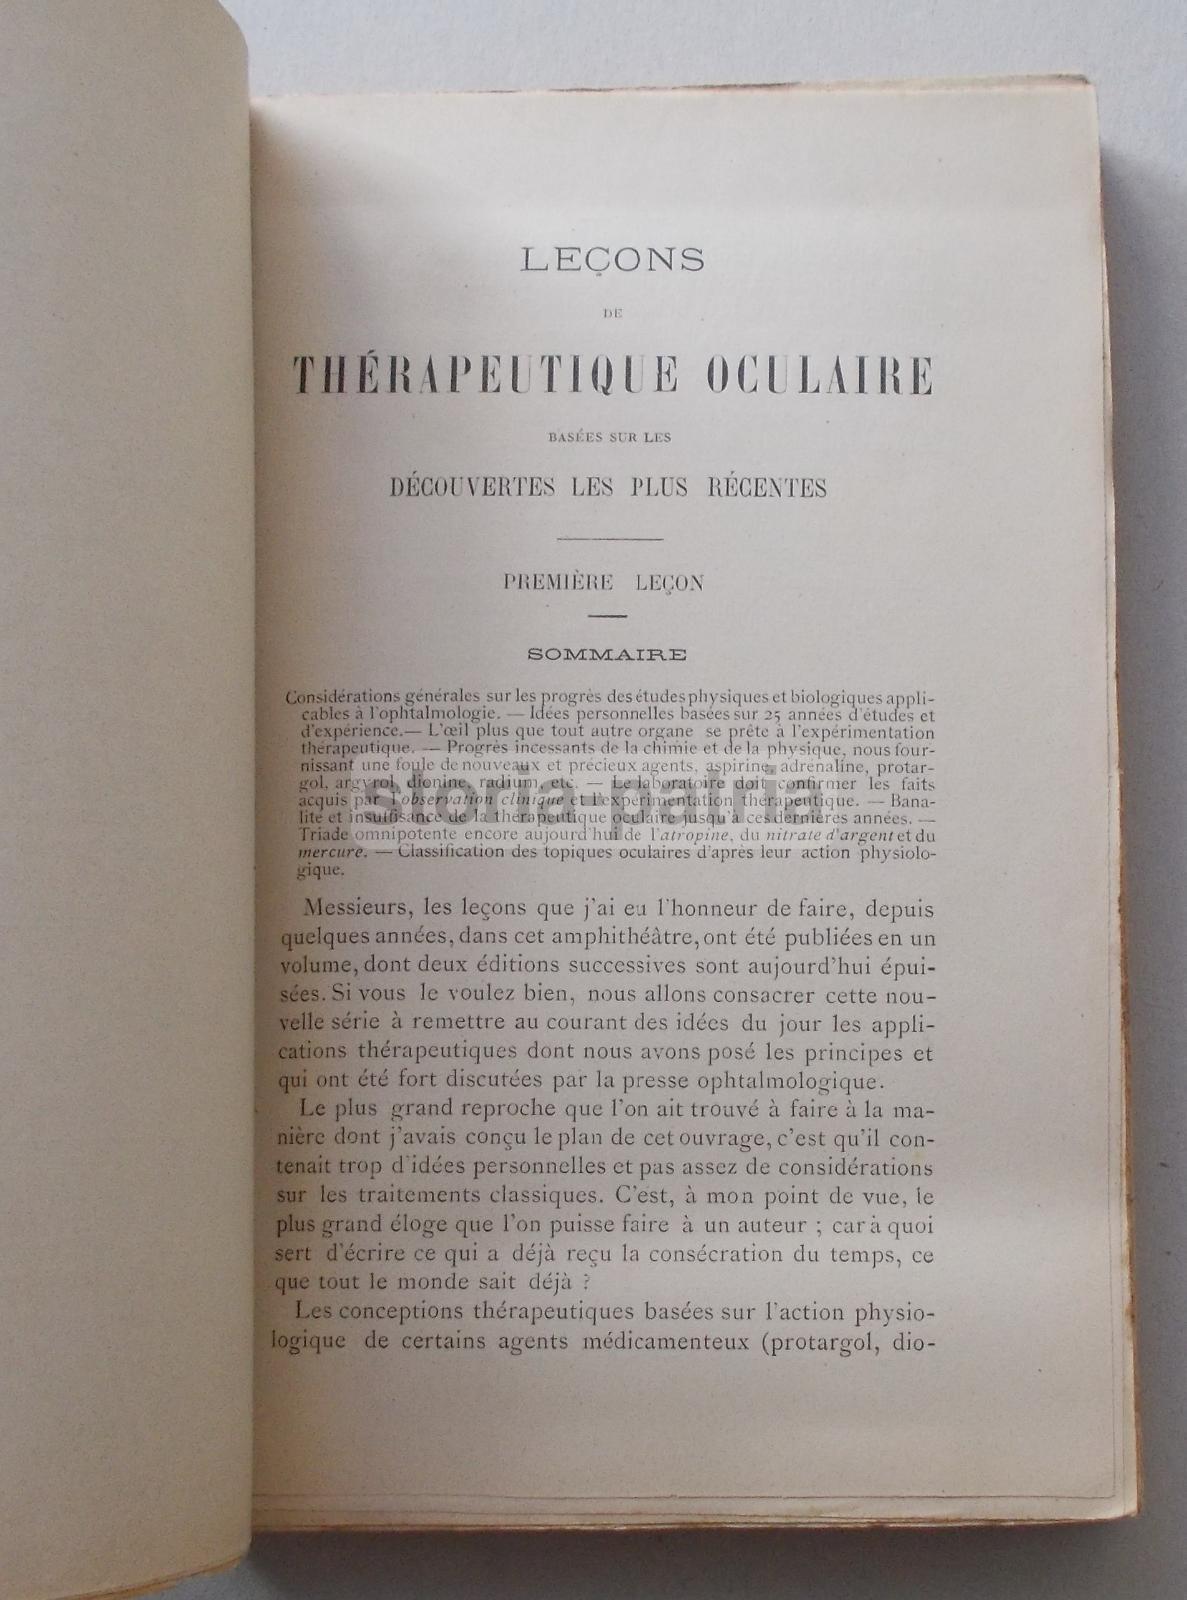 LEÇONS
DE
THÉRAPEUTIQUE OCULAIRE
BASÉES SUR LES
DÉCOUVERTES LES PLUS RÉCENTES
PREMIÈRE LEÇON
SOMMAIRE
Considérations générales sur les progrès des études physiques et biologiques appli-
cables à l'ophtalmologie. — Idées personnelles basées sur 25 années d'études et
d'expérience. — L'œil plus que tout autre organe se prête à l'expérimentation
thérapeutique. — Progrès incessants de la chimie et de la physique, nous four-
nissant une foule de nouveaux et précieux agents, aspirine, adrénaline, protar-
gol, argyrol, dionine, radium, etc. — Le laboratoire doit confirmer les faits
acquis par l'observation clinique et l'expérimentation thérapeutique. — Bana-
lité et insuffisance de la thérapeutique oculaire jusqu'à ces dernières années. —
Triade omnipotente encore aujourd'hui de l'atropine, du nitrate d'argent et du
mercure. — Classification des topiques oculaires d'après leur action physiolo-
gique.
storia patria
Messieurs, les leçons que j'ai eu l'honneur de faire, depuis
quelques années, dans cet amphithéâtre, ont été publiées en un
volume, dont deux éditions successives sont aujourd'hui épui-
sées. Si vous le voulez bien, nous allons consacrer cette nou-
velle série à remettre au courant des idées du jour les appli-
cations thérapeutiques dont nous avons posé les principes et
qui ont été fort discutées par la presse ophtalmologique.
Le plus grand reproche que l'on ait trouvé à faire à la ma-
nière dont j'avais conçu le plan de cet ouvrage, c'est qu'il con-
tenait trop d'idées personnelles et pas assez de considérations
sur les traitements classiques. C'est, à mon point de vue, le
plus grand éloge que l'on puisse faire à un auteur ; car à quoi
sert d'écrire ce qui a déjà reçu la consécration du temps, ce
que tout le monde sait déjà ?
Les conceptions thérapeutiques basées sur l'action physio-
logique de certains agents médicamenteux (protargol, dio-